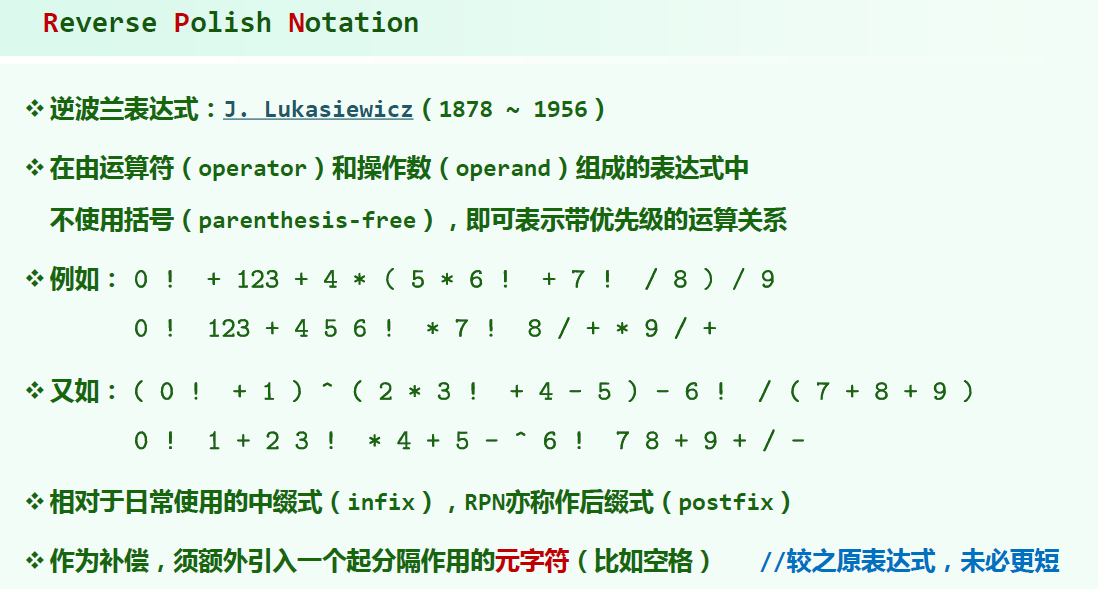 Reverse Polish Notation
❖ 逆波兰表达式：J. Lukasiewicz（1878 ~ 1956）
❖ 在由运算符（operator）和操作数（operand）组成的表达式中
不使用括号（parenthesis-free），即可表示带优先级的运算关系
❖ 例如： 0 ! + 123 + 4 * ( 5 * 6 ! + 7 ! / 8 ) / 9
0 ! 123 + 4 5 6 ! * 7 ! 8 / + * 9 / +
❖ 又如： ( 0 ! + 1 ) ^ ( 2 * 3 ! + 4 - 5 ) - 6 ! / ( 7 + 8 + 9 )
0 ! 1 + 2 3 ! * 4 + 5 - ^ 6 ! 7 8 + 9 + / -
❖ 相对于日常使用的中缀式（infix），RPN亦称作后缀式（postfix）
❖ 作为补偿，须额外引入一个起分隔作用的元字符（比如空格） //较之原表达式，未必更短